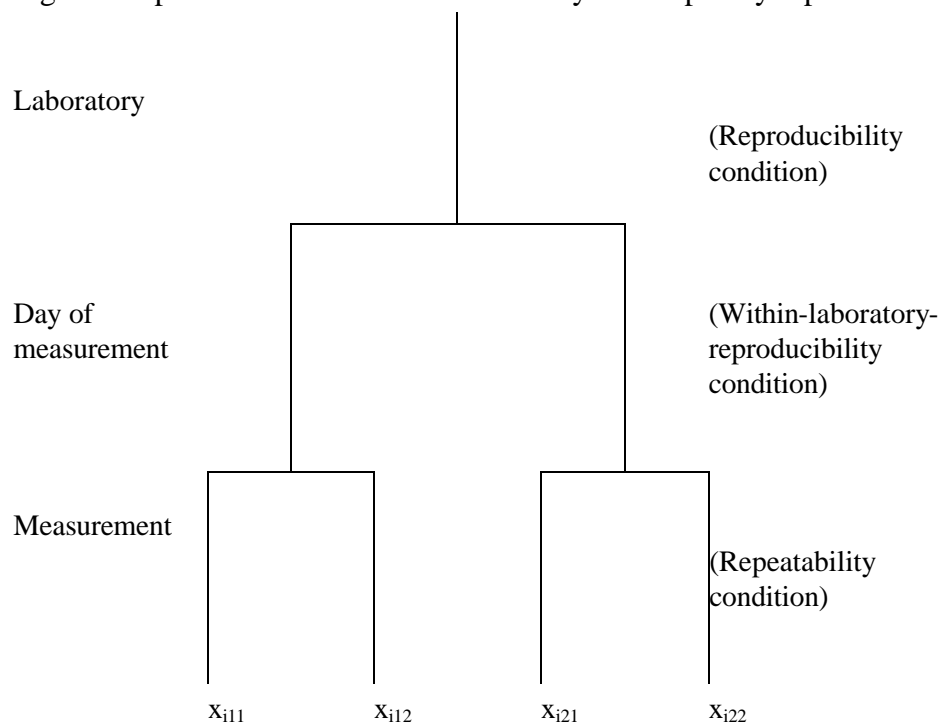 Laboratory
(Reproducibility
condition)
Day of
measurement
(Within-laboratory-
reproducibility
condition)
Measurement
(Repeatability
condition)
xi11 xi12 xi21 xi22